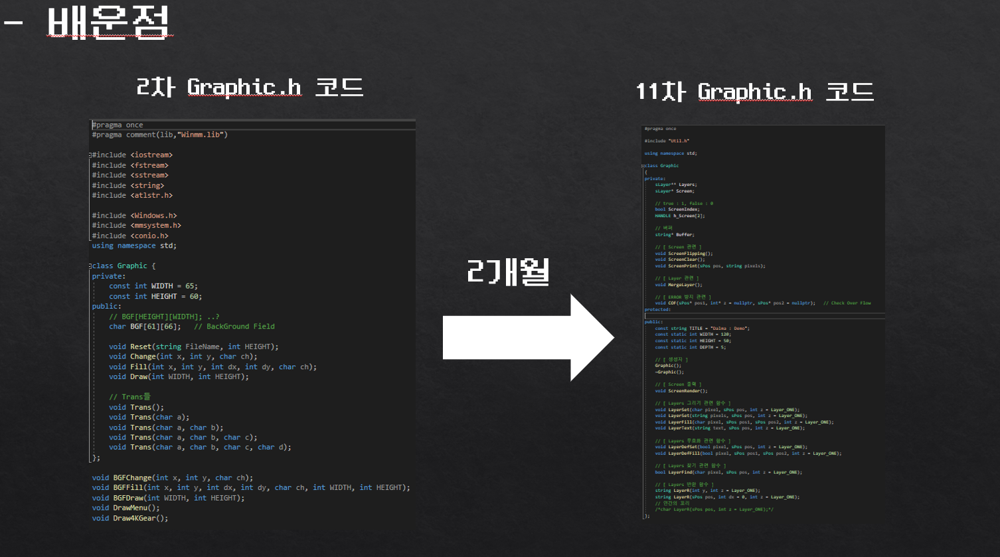 - 배운점
2차 Graphic.h 코드
#pragma once
#pragma comment(lib,"Winmm.lib")
#include <iostream>
#include <fstream>
#include <sstream>
#include <string>
#include <atlstr.h>
#include <Windows.h>
#include <mmsystem.h>
#include <conio.h>
using namespace std;
class Graphic {
private:
const int WIDTH = 65;
const int HEIGHT = 60;
public:
// BGF[HEIGHT][WIDTH]; ..?
char BGF[61][66];   // BackGround Field
void Reset(string FileName, int HEIGHT);
void Change(int x, int y, char ch);
void Fill(int x, int y, int dx, int dy, char ch);
void Draw(int WIDTH, int HEIGHT);
// Trans들
void Trans();
void Trans(char a);
void Trans(char a, char b);
void Trans(char a, char b, char c);
void Trans(char a, char b, char c, char d);
};
void BGFChange(int x, int y, char ch);
void BGFFill(int x, int y, int dx, int dy, char ch, int WIDTH, int HEIGHT);
void BGFDraw(int WIDTH, int HEIGHT);
void DrawMenu();
void Draw4KGear();
2개월
11차 Graphic.h 코드
#pragma once
#include "Util.h"
using namespace std;
class Graphic
{
private:
sLayer** Layers;
sLayer* Screen;
// true : 1, false : 0
bool ScreenIndex;
HANDLE h_Screen[2];
// 버퍼
string* Buffer;
// [ Screen 관련 ]
void ScreenFlipping();
void ScreenClear();
void ScreenPrint(sPos pos, string pixels);
// [ Layer 관련 ]
void MergeLayer();
// [ ERROR 방지 관련 ]
void COF(sPos* pos1, int* z = nullptr, sPos* pos2 = nullptr);   // Check Over Flow
protected:
public:
const string TITLE = "Dalma : Demo";
const static int WIDTH = 120;
const static int HEIGHT = 50;
const static int DEPTH = 5;
// [ 생성자 ]
Graphic();
~Graphic();
// [ Screen 출력 ]
void ScreenRender();
// [ Layers 그리기 관련 함수 ]
void LayerSet(char pixel, sPos pos, int z = Layer_ONE);
void LayerSet(string pixels, sPos pos, int z = Layer_ONE);
void LayerFill(char pixel, sPos pos1, sPos pos2, int z = Layer_ONE);
void LayerText(string text, sPos pos, int z = Layer_ONE);
// [ Layers 무효화 관련 함수 ]
void LayerDefSet(bool pixel, sPos pos, int z = Layer_ONE);
void LayerDefFill(bool pixel, sPos pos1, sPos pos2, int z = Layer_ONE);
// [ Layers 찾기 관련 함수 ]
bool LayerFind(char pixel, sPos pos, int z = Layer_ONE);
// [ Layers 반환 함수 ]
string LayerR(int y, int z = Layer_ONE);
string LayerR(sPos pos, int dx = 0, int z = Layer_ONE);
// 연간의 꼬리
/*char LayerR(sPos pos, int z = Layer_ONE);*/
};